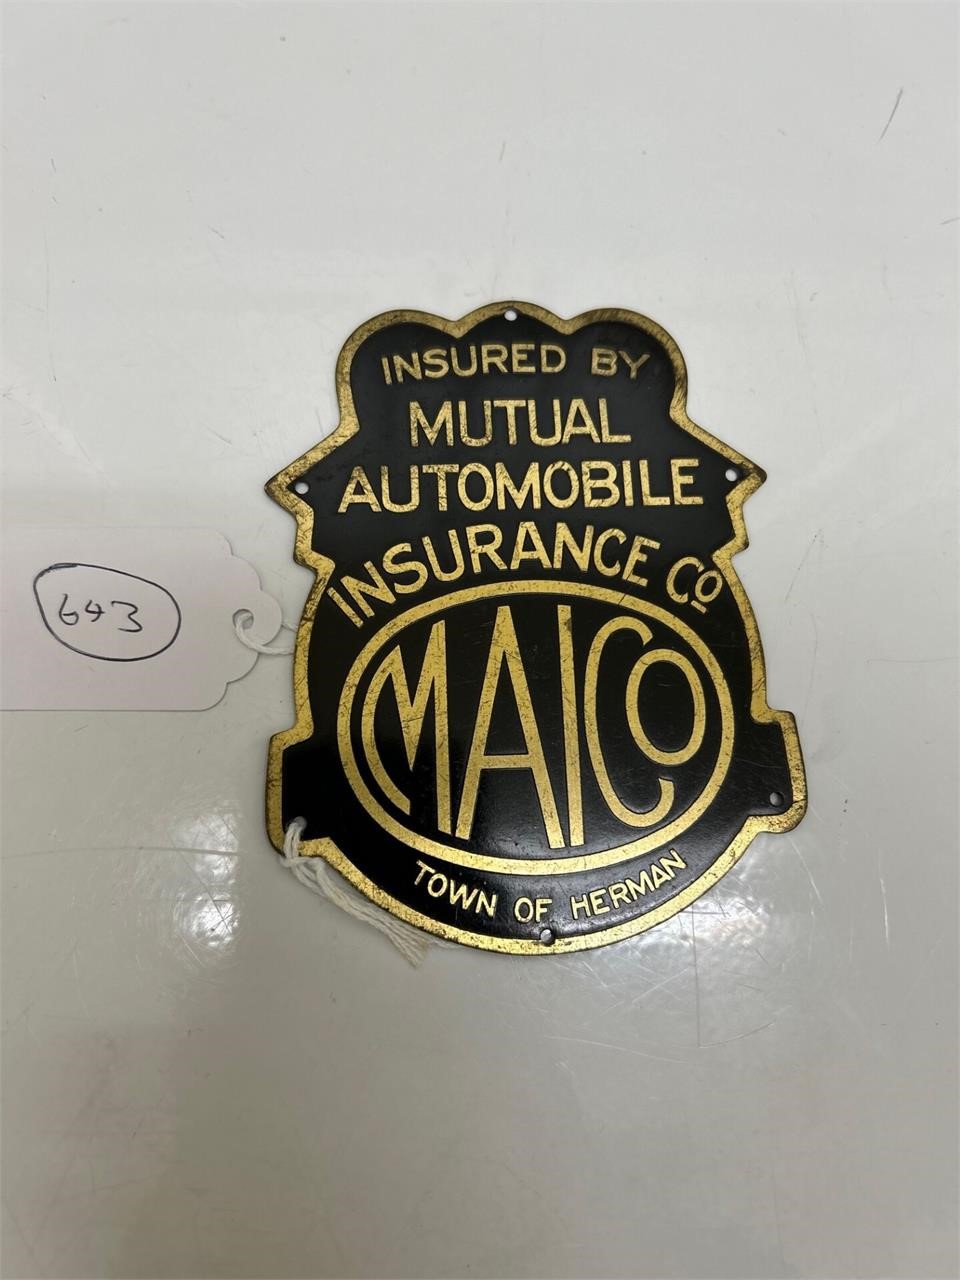 INSURED BY
MUTUAL
AUTOMOBILE
INSURANCE CO
MAICO
TOWN OF HERMAN
643